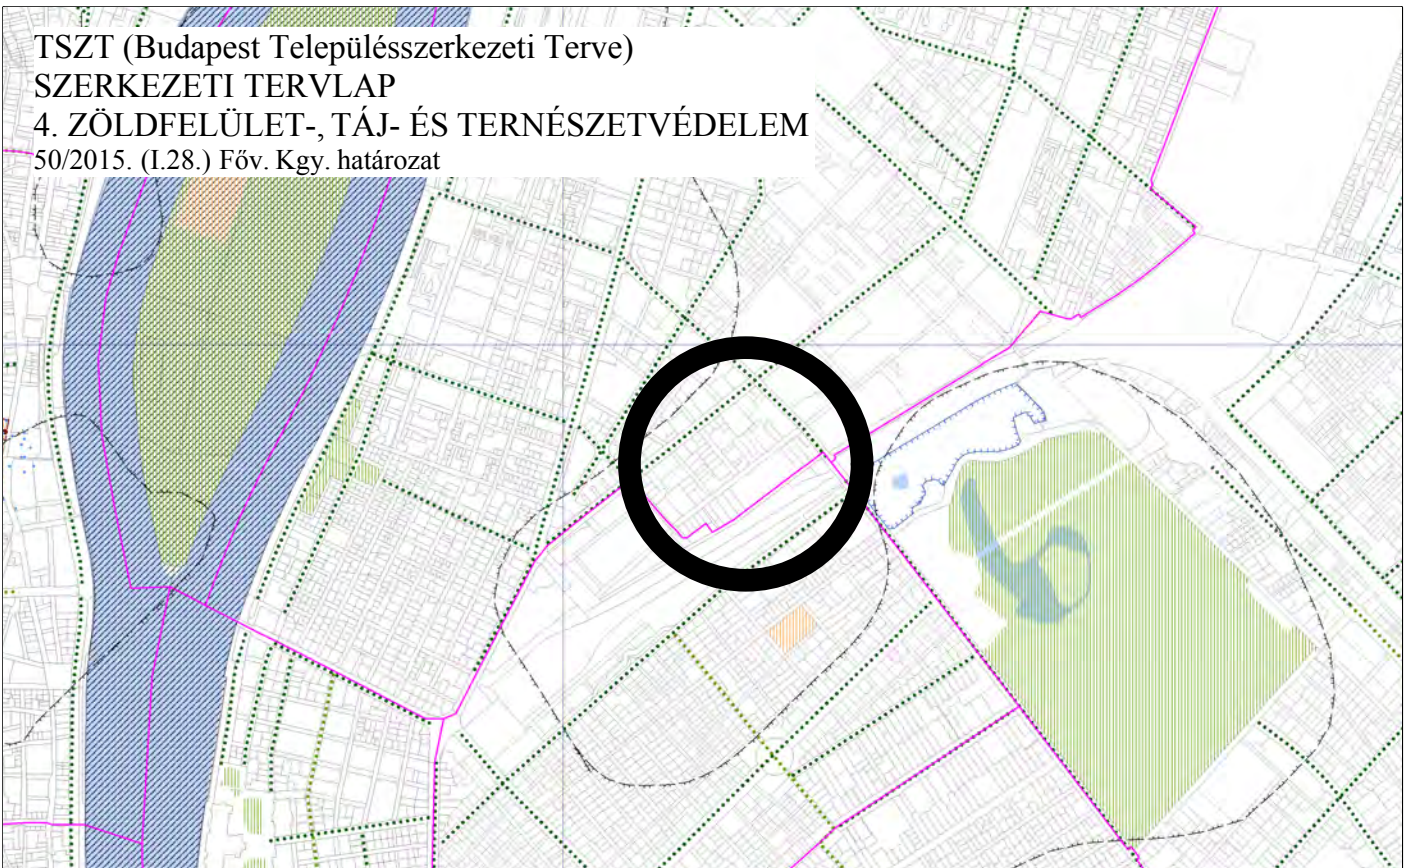 TSZT (Budapest Településszerkezeti Terve)
SZERKEZETI TERVLAP
4. ZÖLDFELÜLET-, TÁJ- ÉS TERNÉSZETVÉDELEM
50/2015. (I.28.) Főv. Kgy. határozat